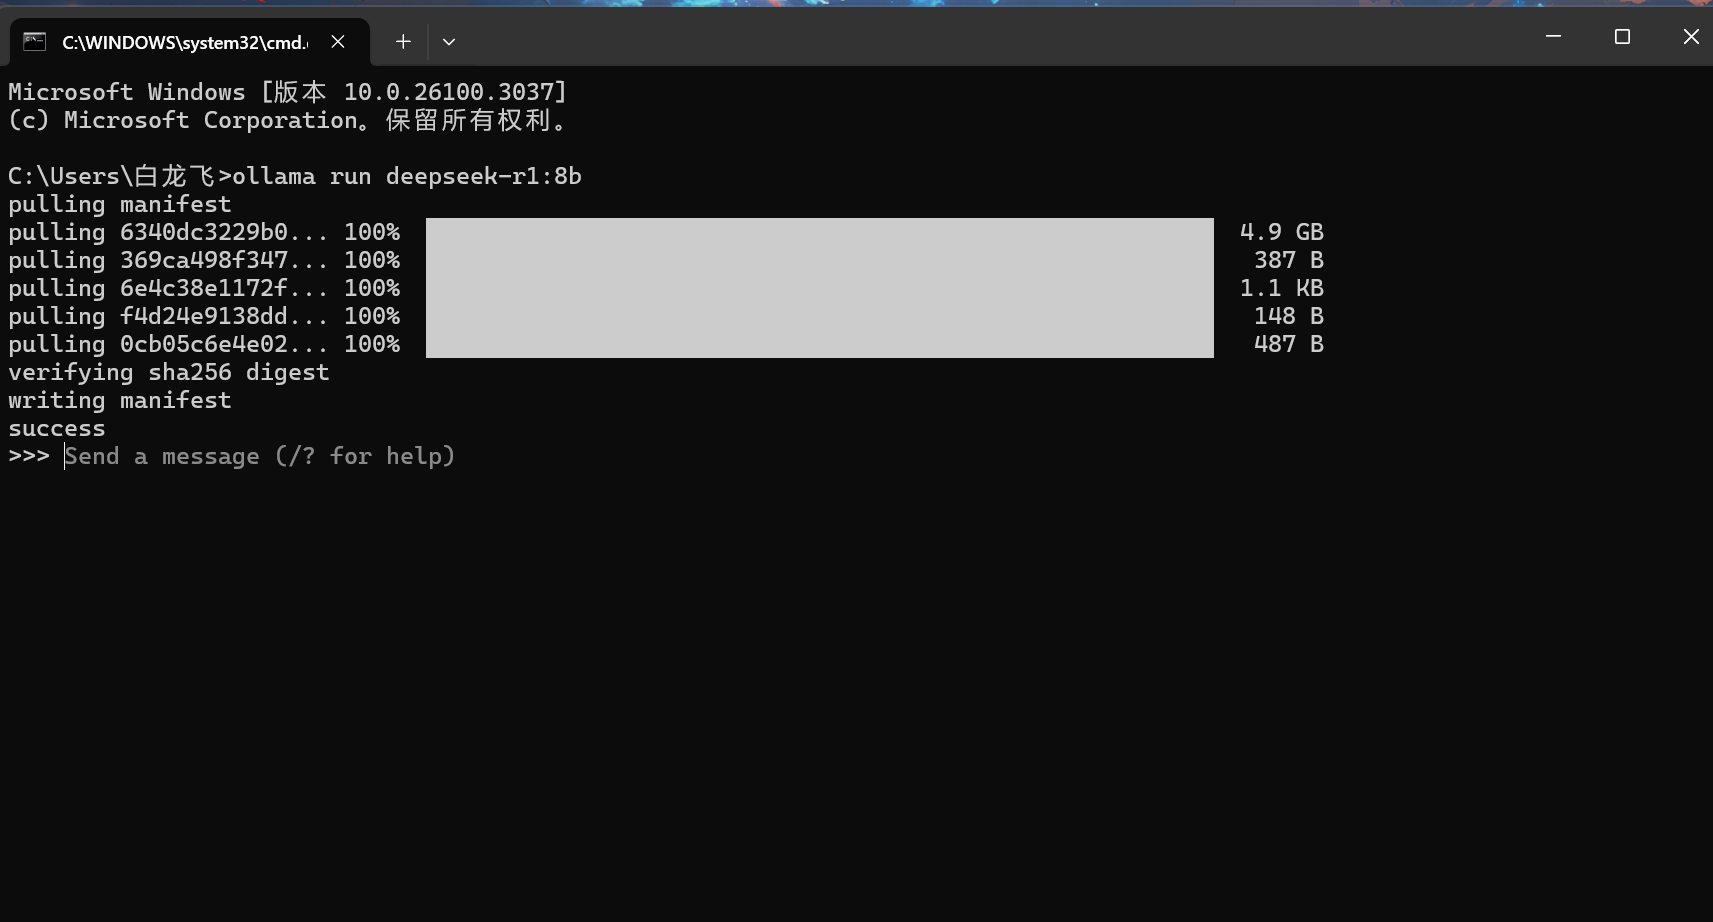 C:\WINDOWS\system32\cmd.
Microsoft Windows [版本 10.0.26100.3037]
(c) Microsoft Corporation。保留所有权利。
C:\Users\白龙飞>ollama run deepseek-r1:8b
pulling manifest
pulling 6340dc3229b0... 100% 4.9 GB
pulling 369ca498f347... 100% 387 B
pulling 6e4c38e1172f... 100% 1.1 KB
pulling f4d24e9138dd... 100% 148 B
pulling 0cb05c6e4e02... 100% 487 B
verifying sha256 digest
writing manifest
success
>>> Send a message (/? for help)